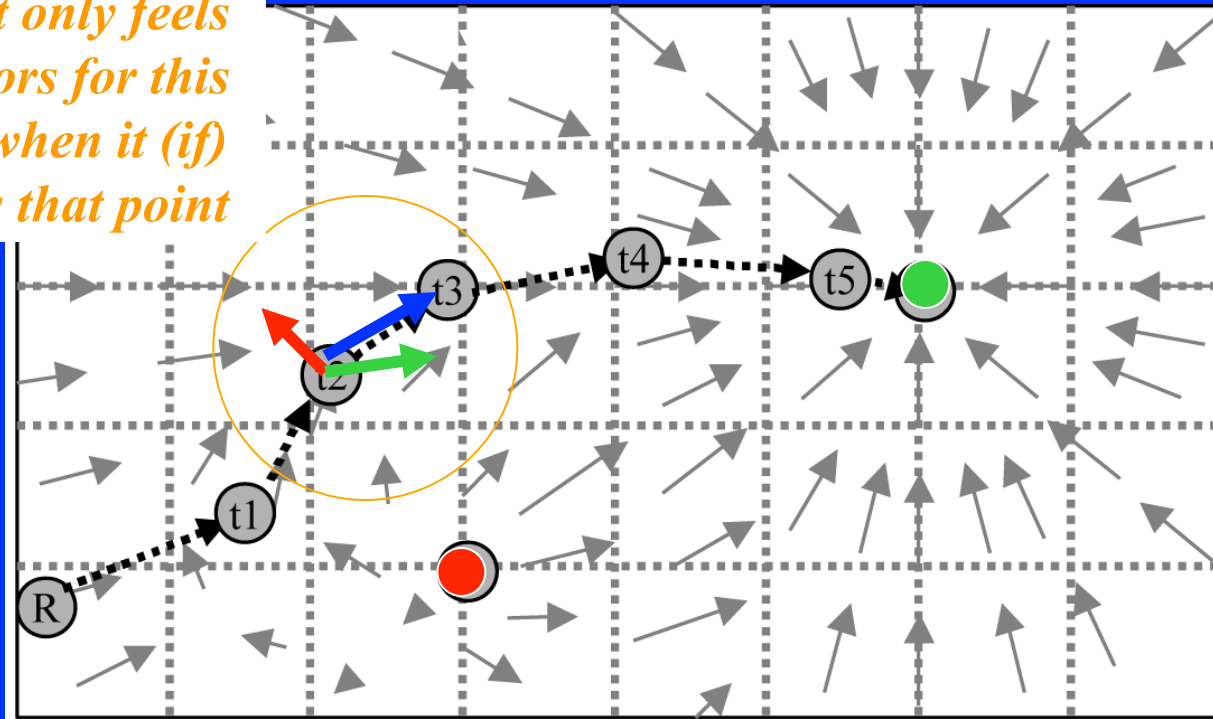 t only feels
ors for this
when it (if)
that point
t3
t4
t5
t2
t1
R